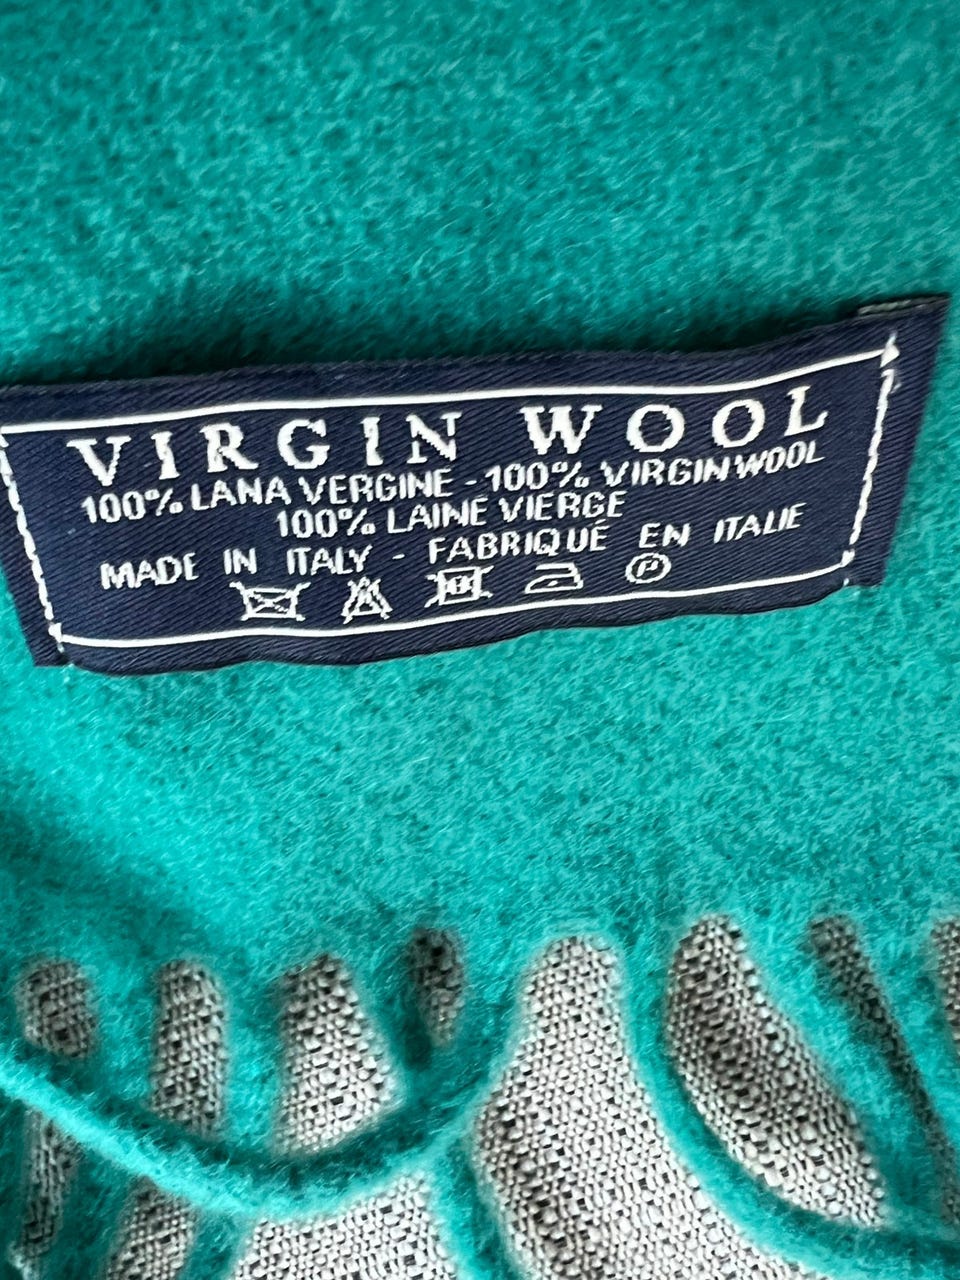 VIRGIN WOOL
100% LANA VERGINE - 100% VIRGIN WOOL
100% LAINE VIERGE
MADE IN ITALY - FABRIQUÉ EN ITALIE
P